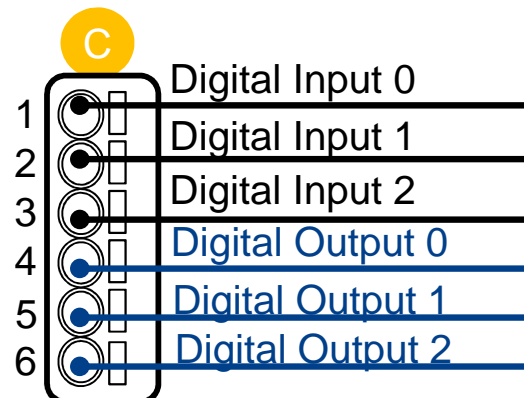 C
1 Digital Input 0
2 Digital Input 1
3 Digital Input 2
4 Digital Output 0
5 Digital Output 1
6 Digital Output 2